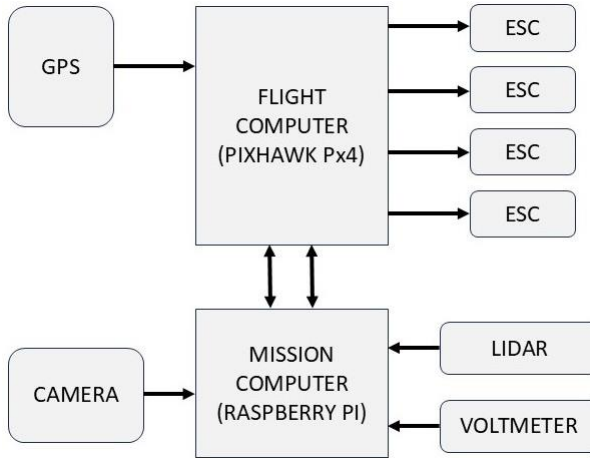 GPS
FLIGHT
COMPUTER
(PIXHAWK Px4)
ESC
ESC
ESC
ESC
CAMERA
MISSION
COMPUTER
(RASPBERRY PI)
LIDAR
VOLTMETER